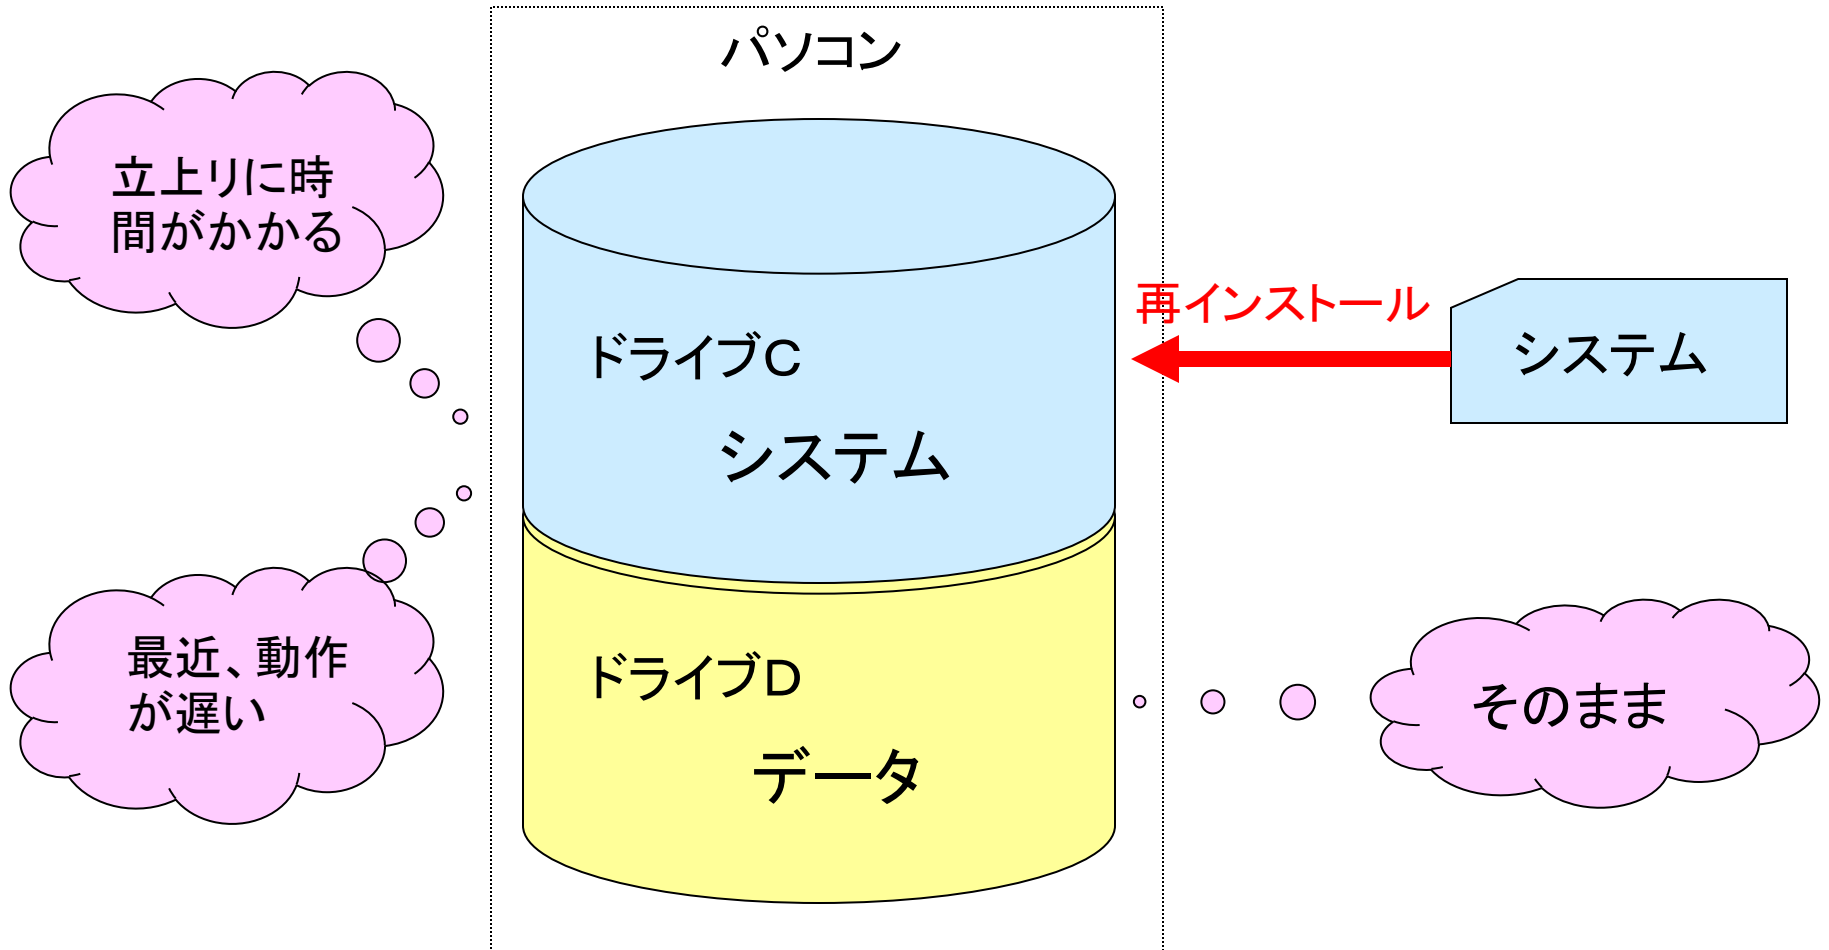 パソコン
立上りに時
間がかかる
再インストール
システム
ドライブC
システム
最近、動作
が遅い
ドライブD
データ
そのまま